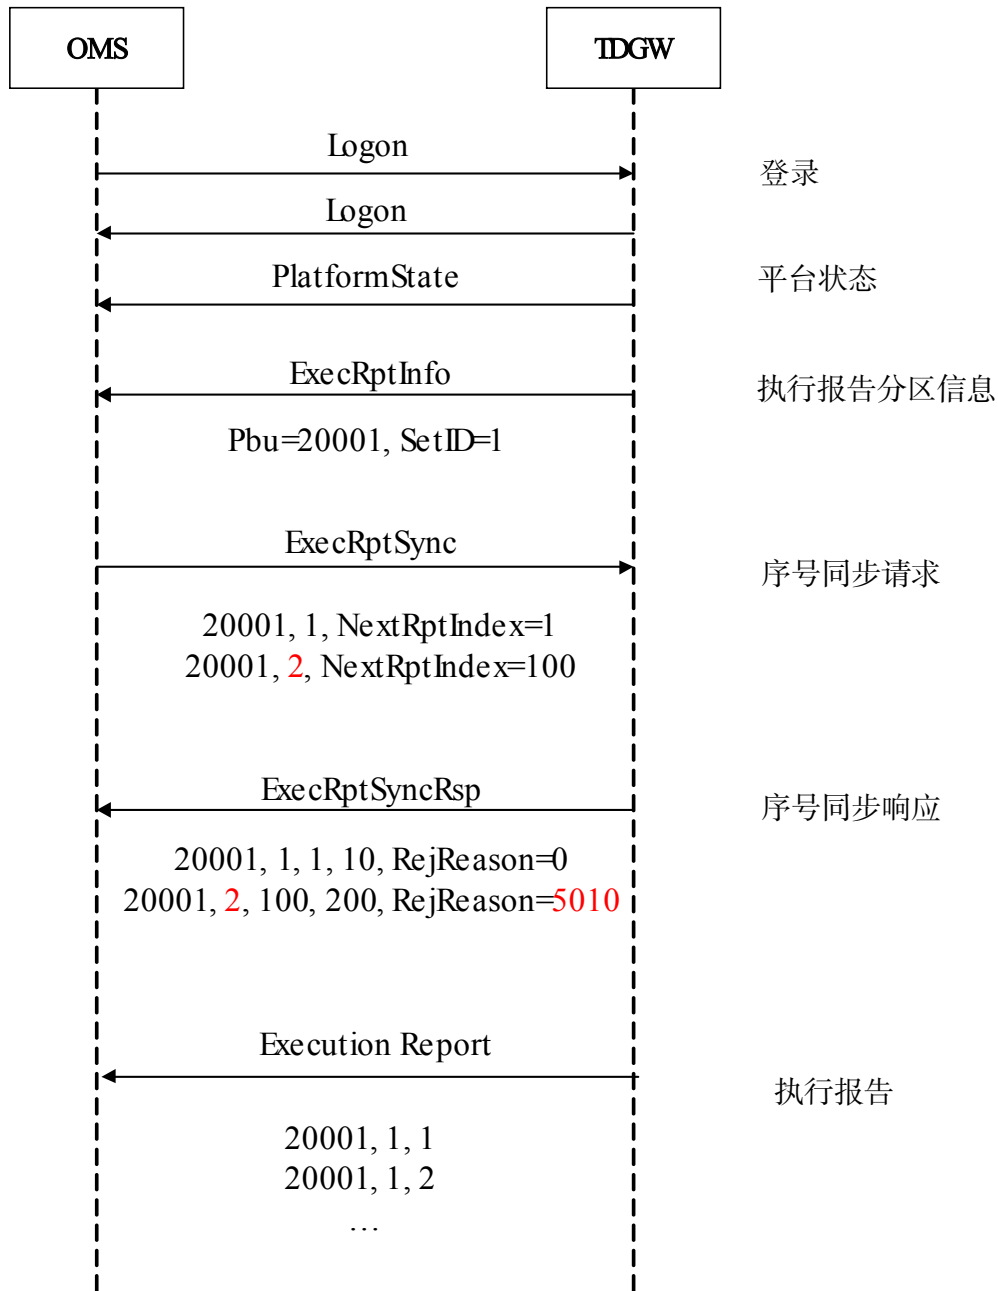 OMS
TDGW
Logon
登录
Logon
PlatformState
平台状态
ExecRptInfo
执行报告分区信息
Pbu=20001, SetID=1
ExecRptSync
序号同步请求
20001, 1, NextRptIndex=1
20001, 2, NextRptIndex=100
ExecRptSyncRsp
序号同步响应
20001, 1, 1, 10, RejReason=0
20001, 2, 100, 200, RejReason=5010
Execution Report
执行报告
20001, 1, 1
20001, 1, 2
…